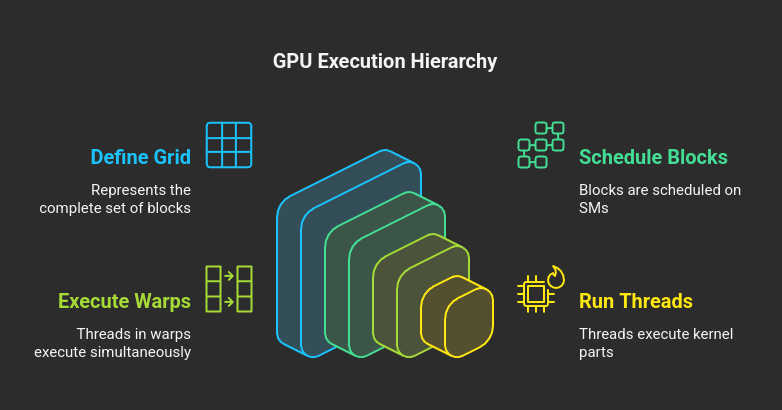 GPU Execution Hierarchy
Define Grid
Represents the
complete set of blocks
Schedule Blocks
Blocks are scheduled on
SMs
Execute Warps
Threads in warps
execute simultaneously
Run Threads
Threads execute kernel
parts